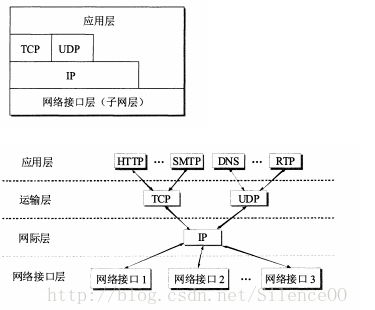 应用层
TCP UDP
IP
网络接口层（子网层）
应用层 HTTP … SMTP DNS … RTP
运输层 TCP UDP
网际层 IP
网络接口层 网络接口 1 网络接口 2 … 网络接口 3
http://blog.csdn.net/Silence00